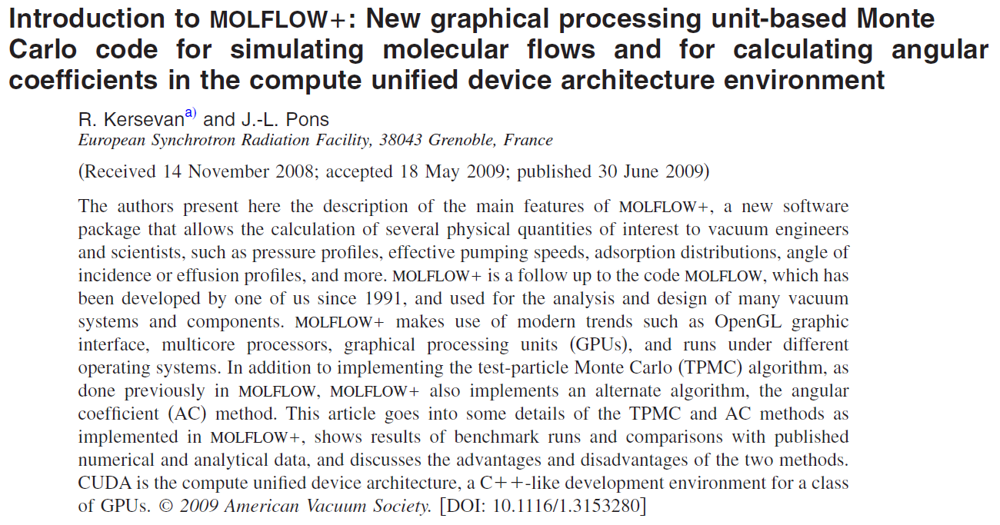 Introduction to MOLFLOW+: New graphical processing unit-based Monte
Carlo code for simulating molecular flows and for calculating angular
coefficients in the compute unified device architecture environment
R. Kersevan a) and J.-L. Pons
European Synchrotron Radiation Facility, 38043 Grenoble, France
(Received 14 November 2008; accepted 18 May 2009; published 30 June 2009)
The authors present here the description of the main features of MOLFLOW+, a new software
package that allows the calculation of several physical quantities of interest to vacuum engineers
and scientists, such as pressure profiles, effective pumping speeds, adsorption distributions, angle of
incidence or effusion profiles, and more. MOLFLOW+ is a follow up to the code MOLFLOW, which has
been developed by one of us since 1991, and used for the analysis and design of many vacuum
systems and components. MOLFLOW+ makes use of modern trends such as OpenGL graphic
interface, multicore processors, graphical processing units (GPUs), and runs under different
operating systems. In addition to implementing the test-particle Monte Carlo (TPMC) algorithm, as
done previously in MOLFLOW, MOLFLOW+ also implements an alternate algorithm, the angular
coefficient (AC) method. This article goes into some details of the TPMC and AC methods as
implemented in MOLFLOW+, shows results of benchmark runs and comparisons with published
numerical and analytical data, and discusses the advantages and disadvantages of the two methods.
CUDA is the compute unified device architecture, a C++-like development environment for a class
of GPUs. © 2009 American Vacuum Society. [DOI: 10.1116/1.3153280]